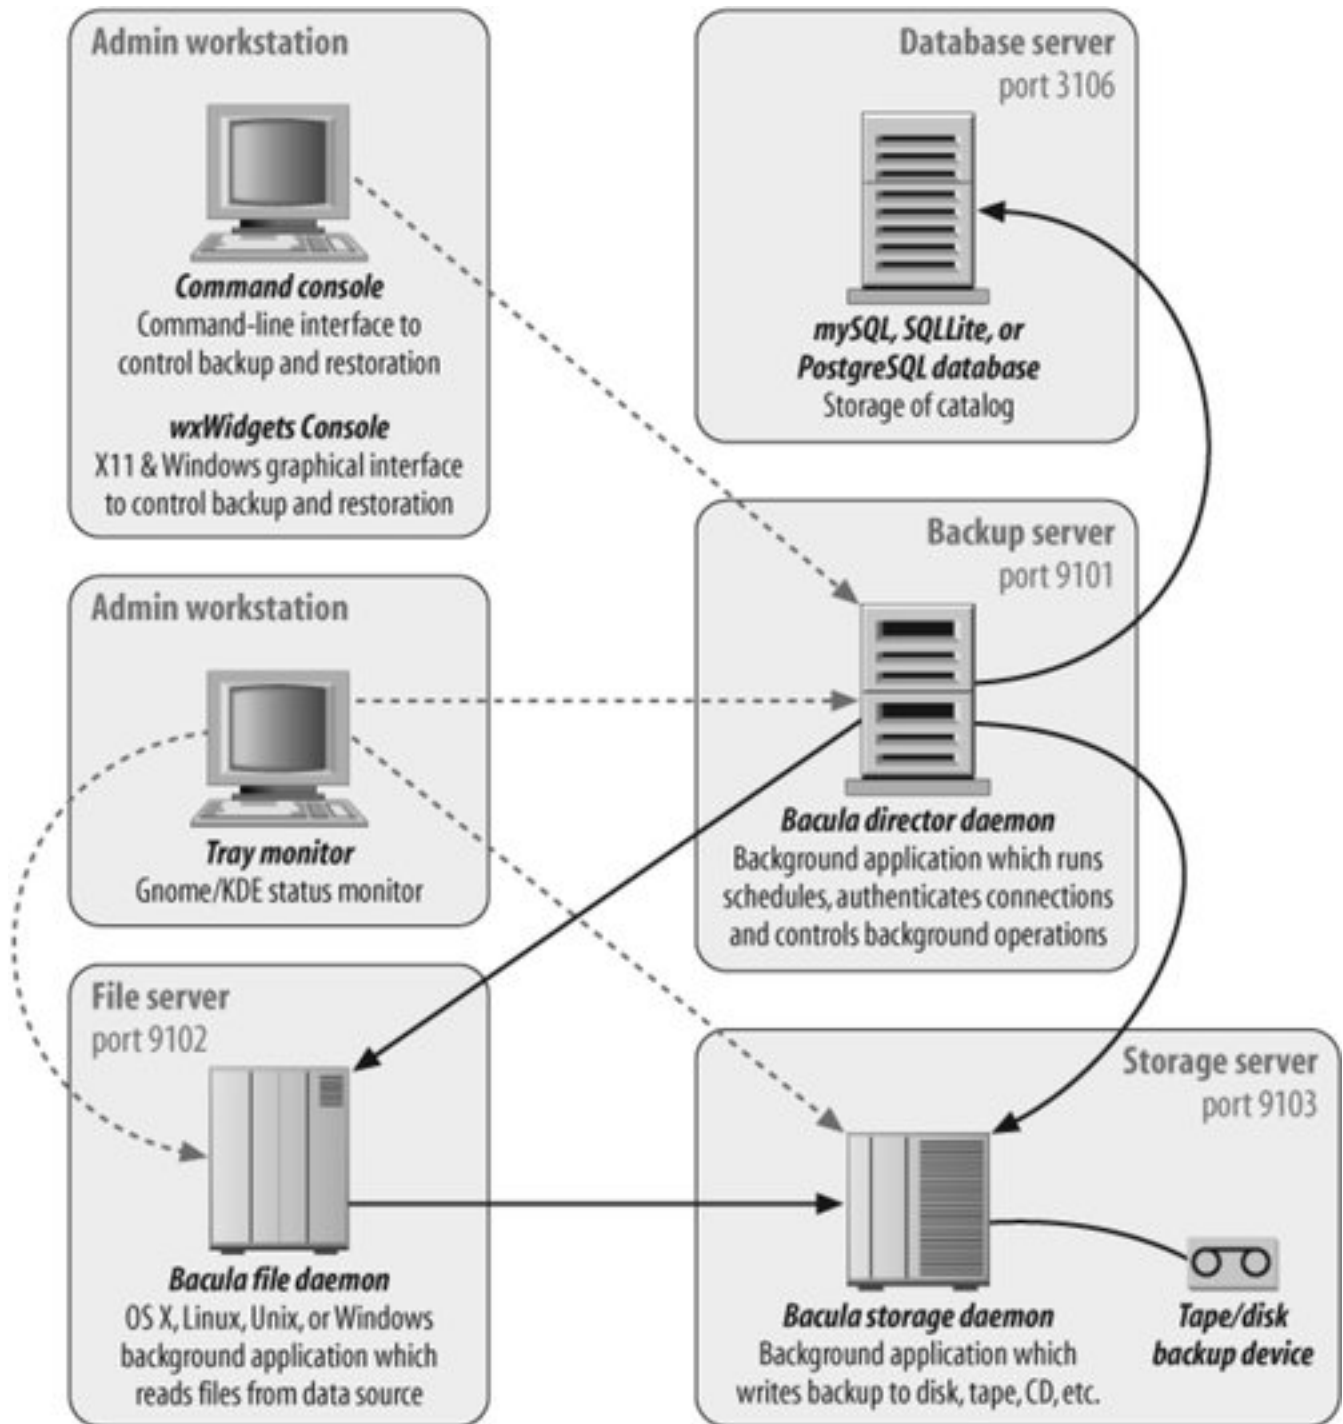 Admin workstation
Command console
Command-line interface to
control backup and restoration
wxWidgets Console
X11 & Windows graphical interface
to control backup and restoration
Database server
port 3106
mySQL, SQLLite, or
PostgreSQL database
Storage of catalog
Admin workstation
Tray monitor
Gnome/KDE status monitor
Backup server
port 9101
Bacula director daemon
Background application which runs
schedules, authenticates connections
and controls background operations
File server
port 9102
Bacula file daemon
OS X, Linux, Unix, or Windows
background application which
reads files from data source
Storage server
port 9103
Bacula storage daemon
Background application which
writes backup to disk, tape, CD, etc.
Tape/disk
backup device